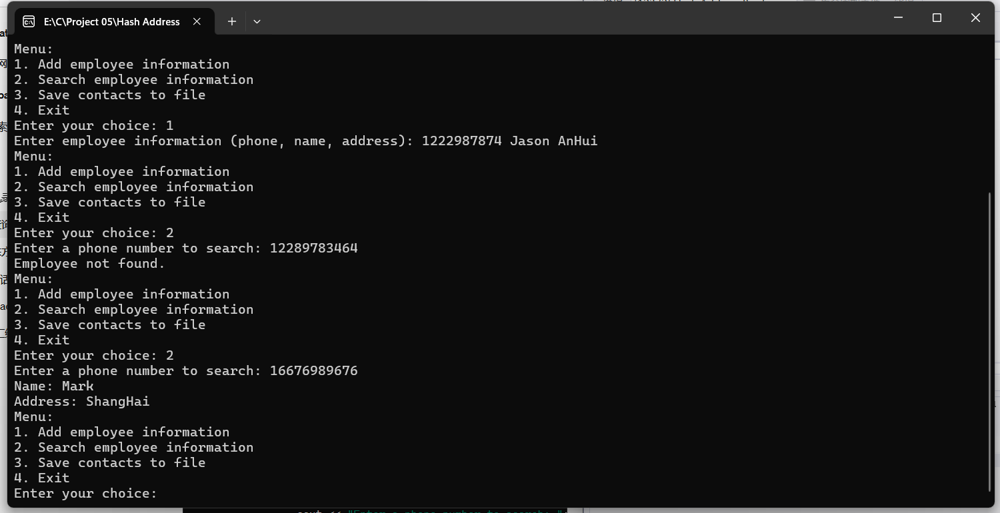 E:\C\Project 05\Hash Address
Menu:
1. Add employee information
2. Search employee information
3. Save contacts to file
4. Exit
Enter your choice: 1
Enter employee information (phone, name, address): 1222987874 Jason AnHui
Menu:
1. Add employee information
2. Search employee information
3. Save contacts to file
4. Exit
Enter your choice: 2
Enter a phone number to search: 12289783464
Employee not found.
Menu:
1. Add employee information
2. Search employee information
3. Save contacts to file
4. Exit
Enter your choice: 2
Enter a phone number to search: 16676989676
Name: Mark
Address: ShangHai
Menu:
1. Add employee information
2. Search employee information
3. Save contacts to file
4. Exit
Enter your choice: